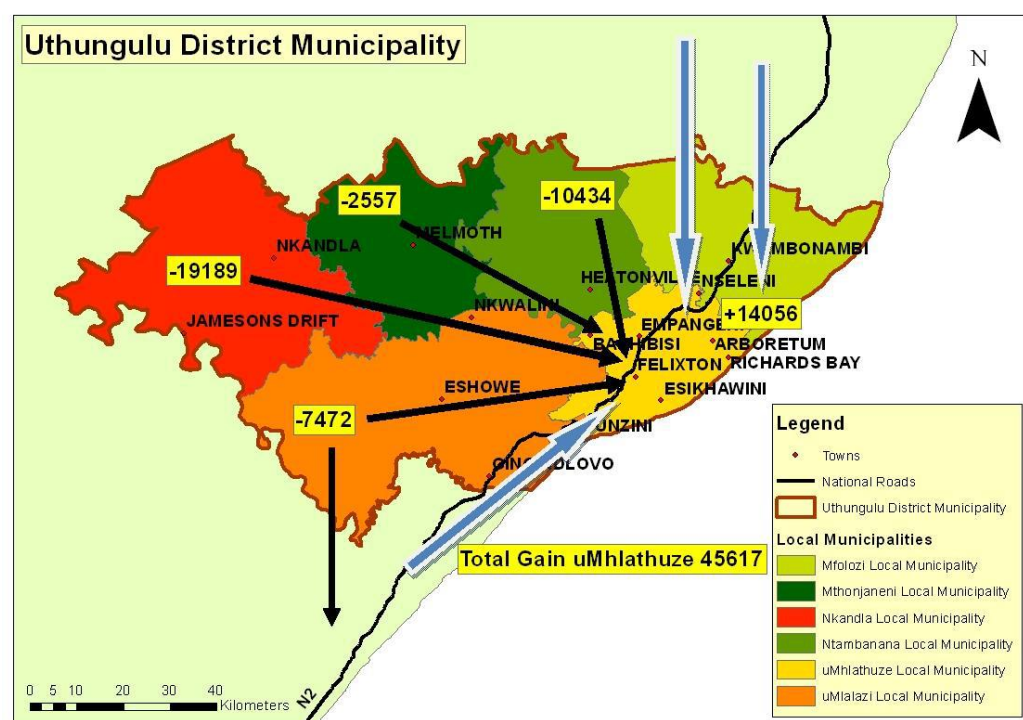 Uthungulu District Municipality
N
-2557
-10434
MELMOTH
KWAMBONAMBI
NKANDLA
-19189
HEATONVILLE
NSELENI
+14056
NKWALINI
JAMESONS DRIFT
EMPANGENI
ARBORETUM
RICHARDS BAY
FELIXTON
ESHOWE
ESIKHAWINI
-7472
Total Gain uMhlathuze 45617
N2
0 5 10 20 30 40
Kilometers
Legend
Towns
National Roads
Uthungulu District Municipality
Local Municipalities
Mfolozi Local Municipality
Mthonjaneni Local Municipality
Nkandla Local Municipality
Ntambanana Local Municipality
uMhlathuze Local Municipality
uMlalazi Local Municipality